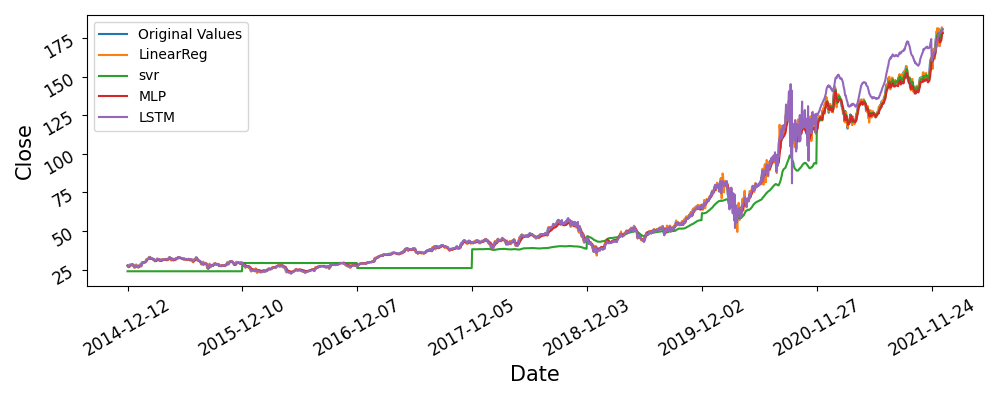 Original Values
LinearReg
svr
MLP
LSTM
Close
175
150
125
100
75
50
25
2014-12-12
2015-12-10
2016-12-07
2017-12-05
2018-12-03
2019-12-02
2020-11-27
2021-11-24
Date